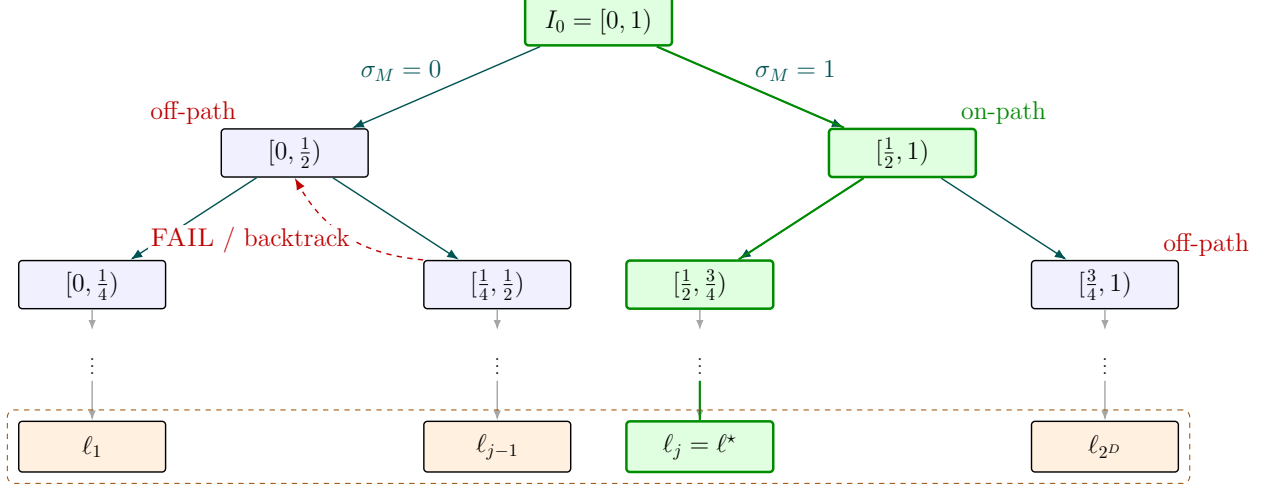 I₀ = [0, 1)
σ_M = 0
σ_M = 1
off-path
on-path
[0, 1/2)
[1/2, 1)
FAIL / backtrack
off-path
[0, 1/4)
[1/4, 1/2)
[1/2, 3/4)
[3/4, 1)
⋮
⋮
⋮
⋮
ℓ₁
ℓ_{j−1}
ℓ_j = ℓ^⋆
ℓ_{2^D}